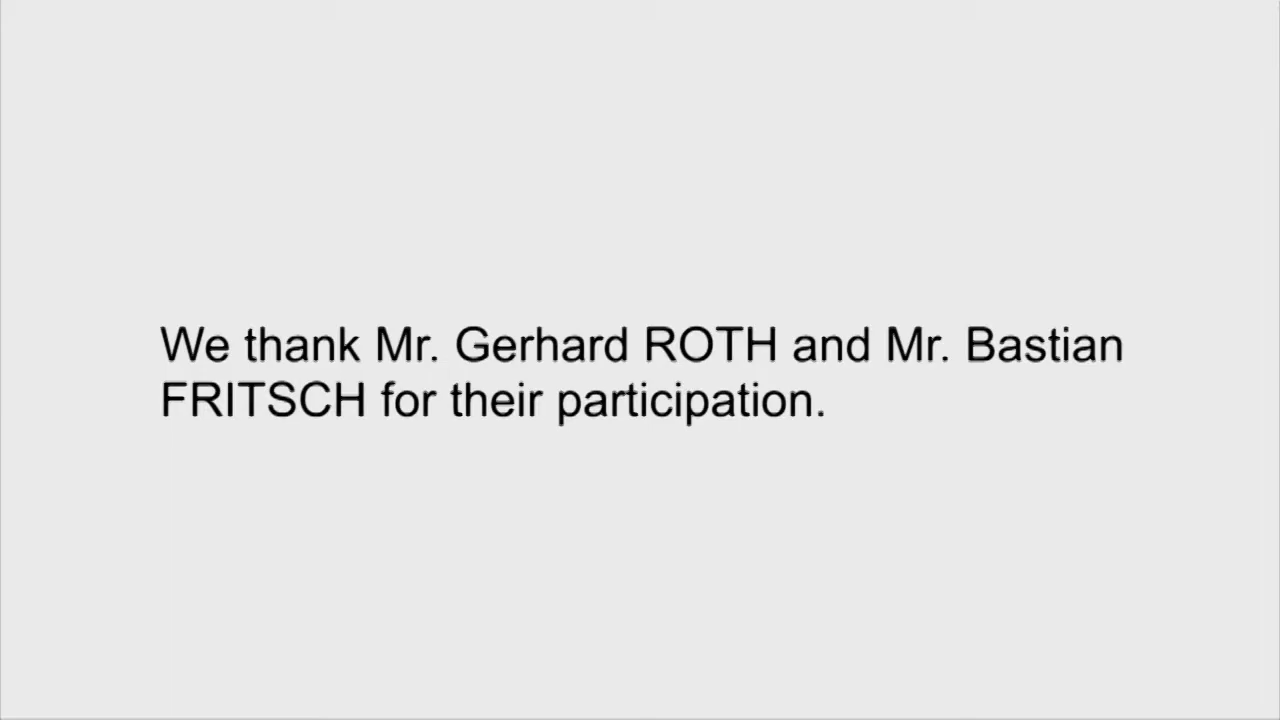 We thank Mr. Gerhard ROTH and Mr. Bastian
FRITSCH for their participation.